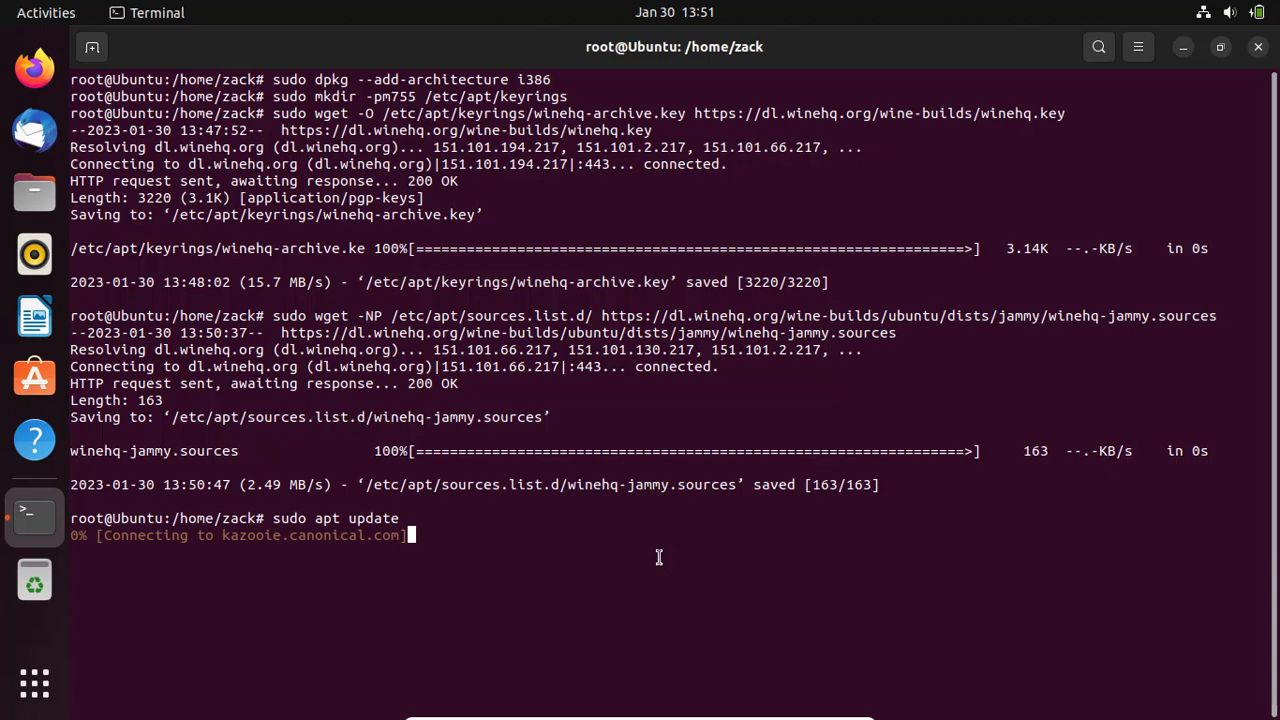 Activities
Terminal
Jan 30 13:51
root@Ubuntu: /home/zack
root@Ubuntu:/home/zack# sudo dpkg --add-architecture i386
root@Ubuntu:/home/zack# sudo mkdir -pm755 /etc/apt/keyrings
root@Ubuntu:/home/zack# sudo wget -O /etc/apt/keyrings/winehq-archive.key https://dl.winehq.org/wine-builds/winehq.key
--2023-01-30 13:47:52--  https://dl.winehq.org/wine-builds/winehq.key
Resolving dl.winehq.org (dl.winehq.org)... 151.101.194.217, 151.101.2.217, 151.101.66.217, ...
Connecting to dl.winehq.org (dl.winehq.org)|151.101.194.217|:443... connected.
HTTP request sent, awaiting response... 200 OK
Length: 3220 (3.1K) [application/pgp-keys]
Saving to: ‘/etc/apt/keyrings/winehq-archive.key’
/etc/apt/keyrings/winehq-archive.ke 100%[==================================================================>]   3.14K  --.-KB/s    in 0s
2023-01-30 13:48:02 (15.7 MB/s) - ‘/etc/apt/keyrings/winehq-archive.key’ saved [3220/3220]
root@Ubuntu:/home/zack# sudo wget -NP /etc/apt/sources.list.d/ https://dl.winehq.org/wine-builds/ubuntu/dists/jammy/winehq-jammy.sources
--2023-01-30 13:50:37--  https://dl.winehq.org/wine-builds/ubuntu/dists/jammy/winehq-jammy.sources
Resolving dl.winehq.org (dl.winehq.org)... 151.101.66.217, 151.101.130.217, 151.101.2.217, ...
Connecting to dl.winehq.org (dl.winehq.org)|151.101.66.217|:443... connected.
HTTP request sent, awaiting response... 200 OK
Length: 163
Saving to: ‘/etc/apt/sources.list.d/winehq-jammy.sources’
winehq-jammy.sources                100%[==================================================================>]     163  --.-KB/s    in 0s
2023-01-30 13:50:47 (2.49 MB/s) - ‘/etc/apt/sources.list.d/winehq-jammy.sources’ saved [163/163]
root@Ubuntu:/home/zack# sudo apt update
0% [Connecting to kazooie.canonical.com]